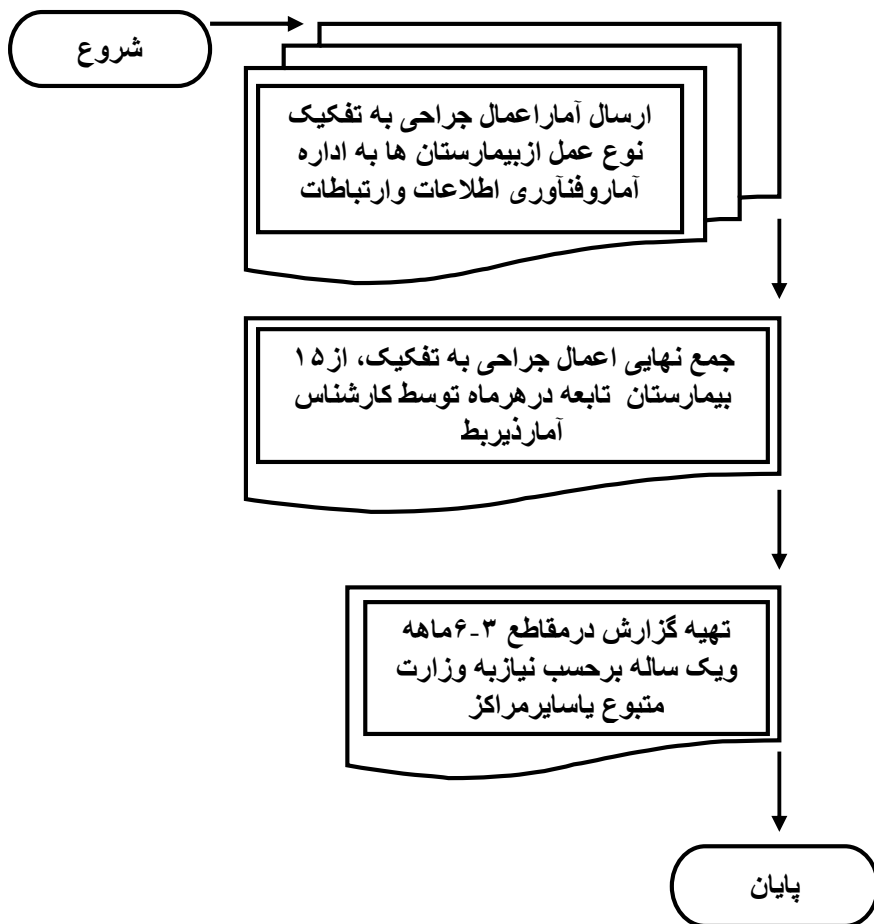 شروع
ارسال آماراعمال جراحی به تفکیک
نوع عمل ازبیمارستان ها به اداره
آماروفنآوری اطلاعات وارتباطات
جمع نهایی اعمال جراحی به تفکیک، از۱۵
بیمارستان تابعه درهرماه توسط کارشناس
آمارذیربط
تهیه گزارش درمقاطع ۳-۶ماهه
ویک ساله برحسب نیازبه وزارت
متبوع یاسایرمراکز
پایان